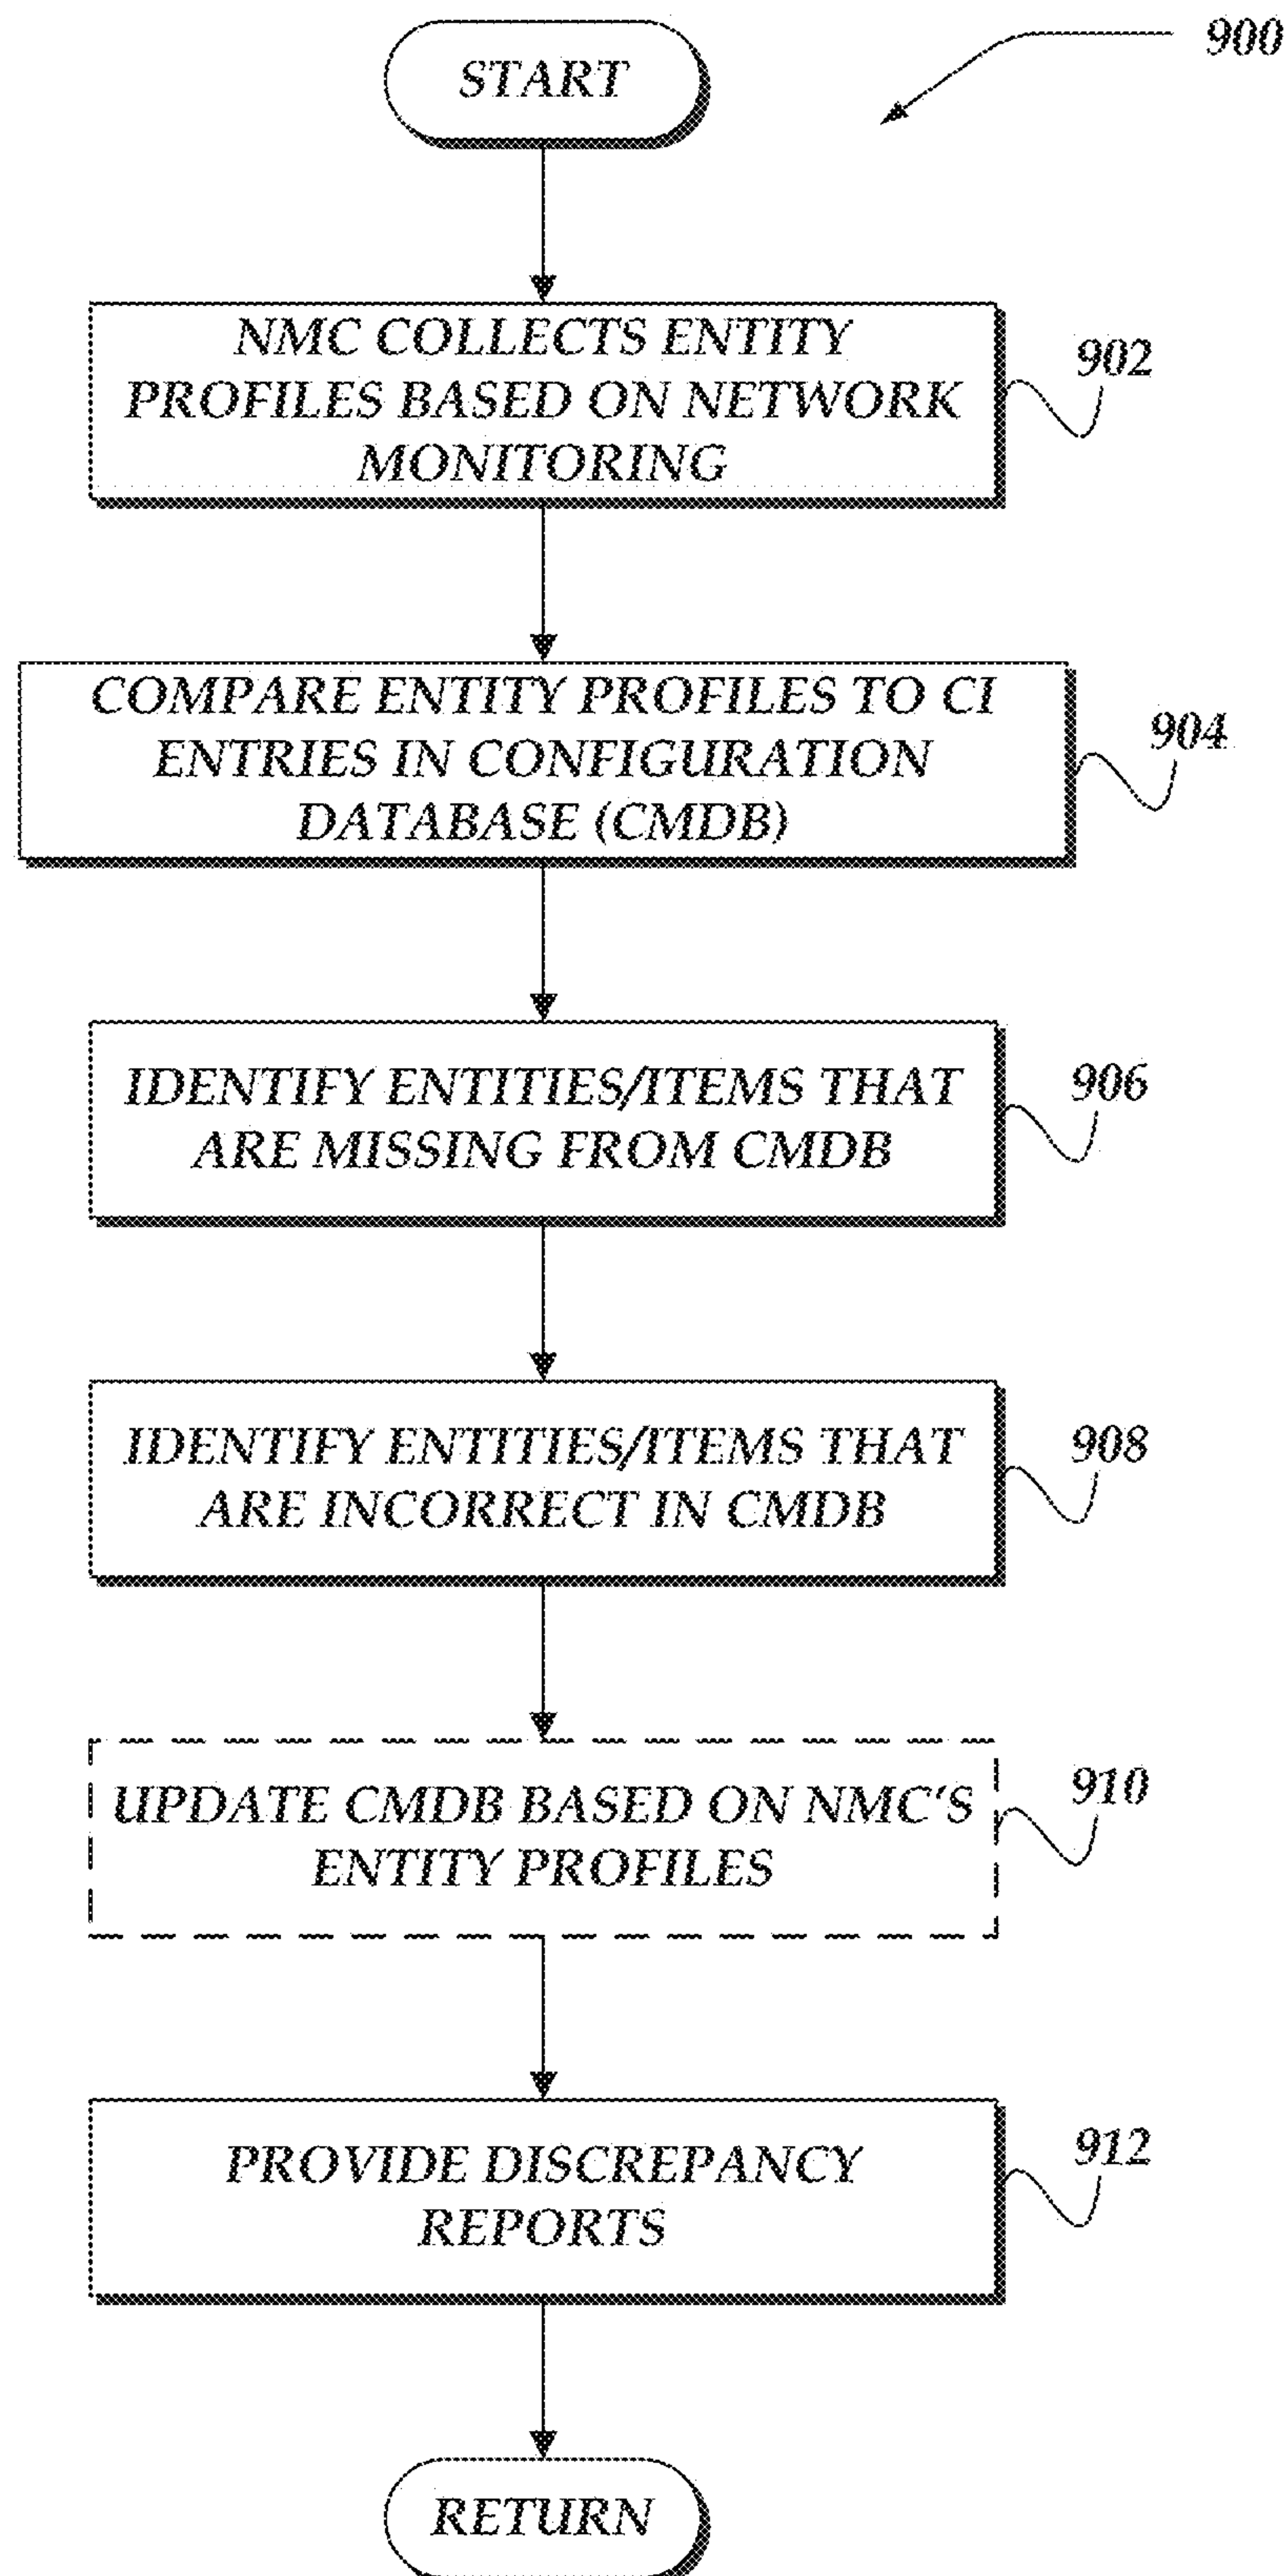 START
900
NMC COLLECTS ENTITY
PROFILES BASED ON NETWORK
MONITORING
902
COMPARE ENTITY PROFILES TO CI
ENTRIES IN CONFIGURATION
DATABASE (CMDB)
904
IDENTIFY ENTITIES/ITEMS THAT
ARE MISSING FROM CMDB
906
IDENTIFY ENTITIES/ITEMS THAT
ARE INCORRECT IN CMDB
908
UPDATE CMDB BASED ON NMC'S
ENTITY PROFILES
910
PROVIDE DISCREPANCY
REPORTS
912
RETURN